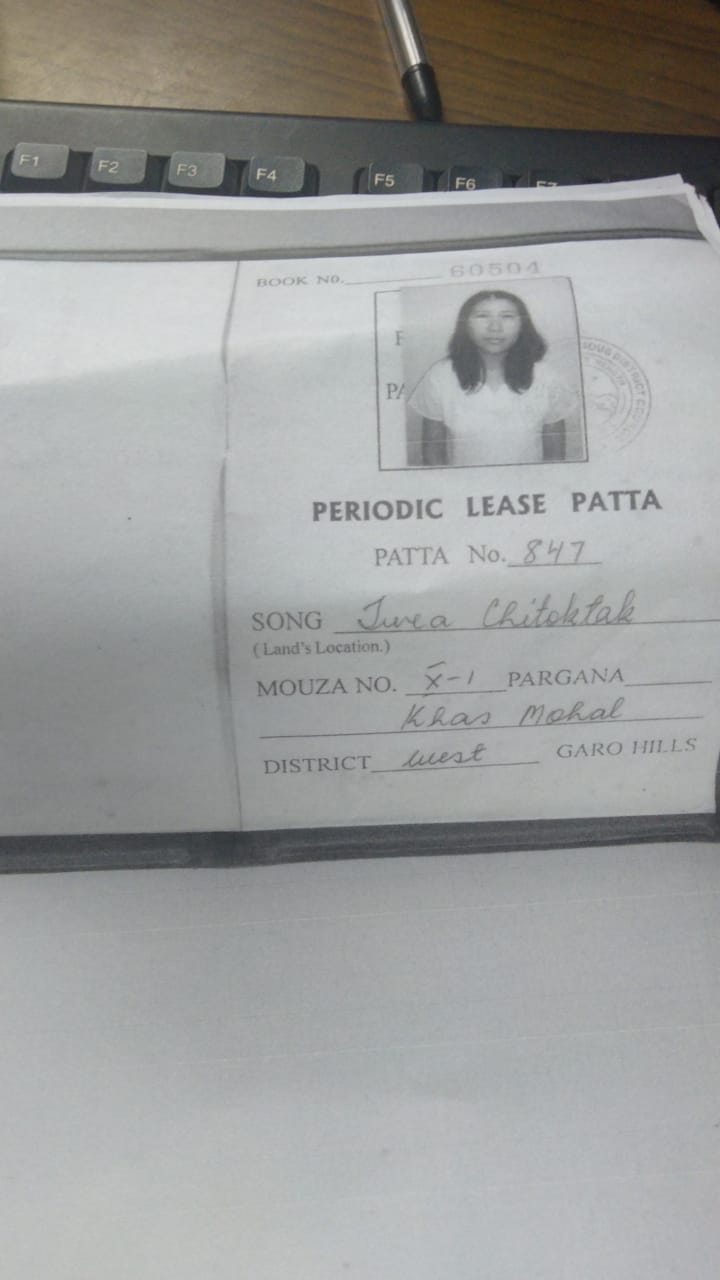 F1 F2 F3 F4 F5 F6 F7
BOOK NO. 60504
PERIODIC LEASE PATTA
PATTA No. 847
SONG Chitoktak
(Land's Location.)
MOUZA NO. X-1 PARGANA
Khas Mohal
DISTRICT West GARO HILLS